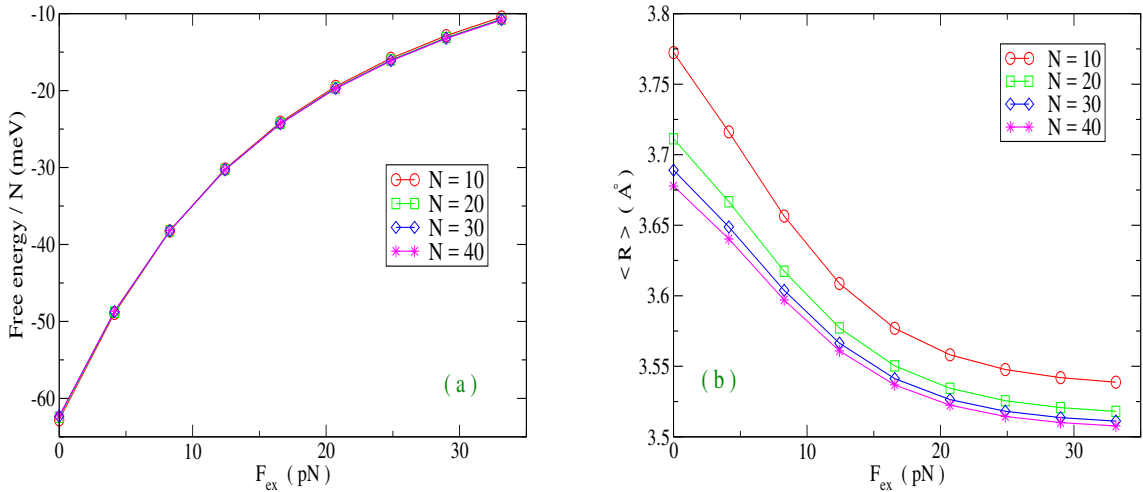 -10
-20
-30
-40
-50
-60
Free energy / N (meV)
N = 10
N = 20
N = 30
N = 40
( a )
0
10
20
30
F_ex ( pN )
3.8
3.75
3.7
3.65
3.6
3.55
3.5
< R > ( Å )
N = 10
N = 20
N = 30
N = 40
( b )
0
10
20
30
F_ex ( pN )